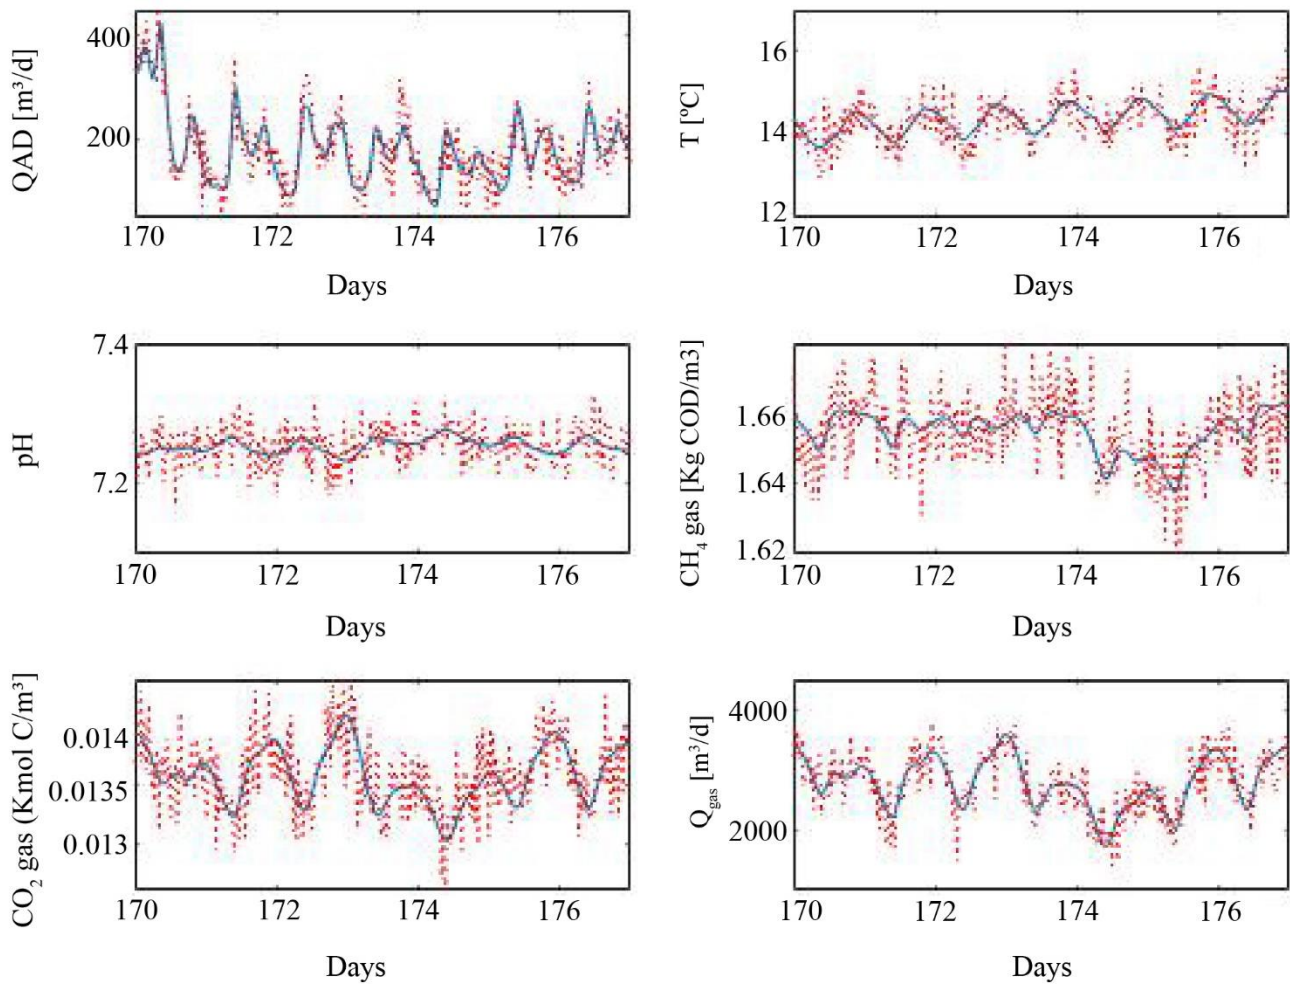 QAD [m³/d]
400
200
170 172 174 176
Days
T [ºC]
16
14
12
170 172 174 176
Days
pH
7.4
7.2
170 172 174 176
Days
CH₄ gas [Kg COD/m3]
1.66
1.64
1.62
170 172 174 176
Days
CO₂ gas (Kmol C/m³]
0.014
0.0135
0.013
170 172 174 176
Days
Q gas [m³/d]
4000
2000
170 172 174 176
Days